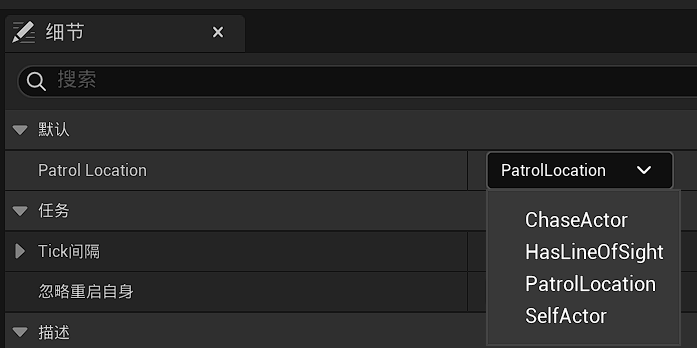 细节
搜索
默认
Patrol Location PatrolLocation
ChaseActor
任务
HasLineOfSight
Tick间隔
PatrolLocation
忽略重启自身
SelfActor
描述